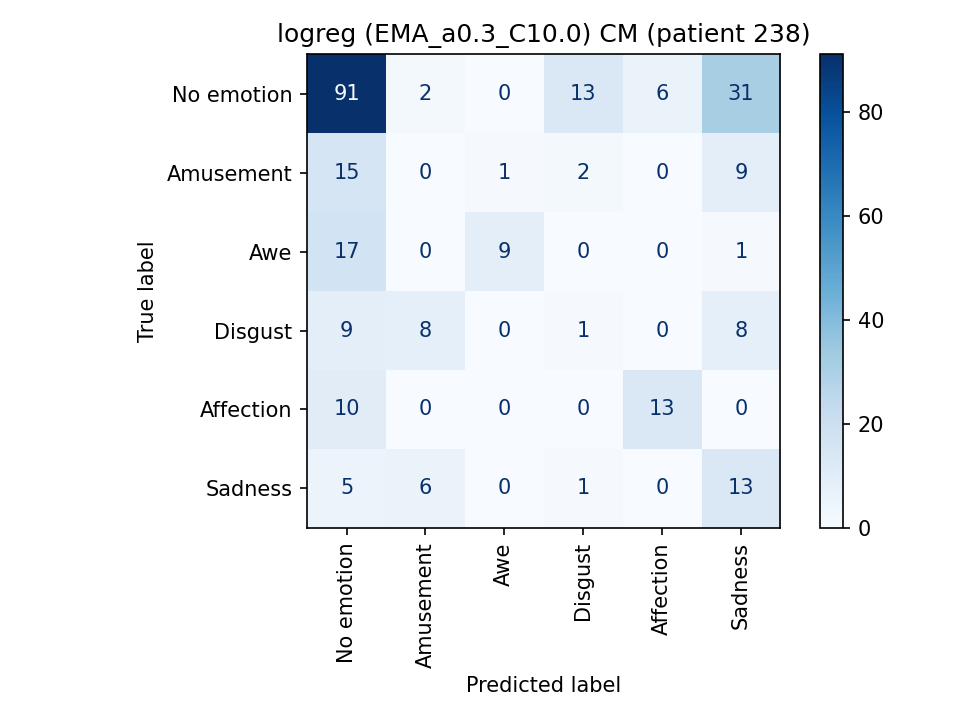 logreg (EMA_a0.3_C10.0) CM (patient 238)
No emotion 91 2 0 13 6 31
Amusement 15 0 1 2 0 9
Awe 17 0 9 0 0 1
Disgust 9 8 0 1 0 8
Affection 10 0 0 0 13 0
Sadness 5 6 0 1 0 13
True label
No emotion
Amusement
Awe
Disgust
Affection
Sadness
Predicted label
80
60
40
20
0